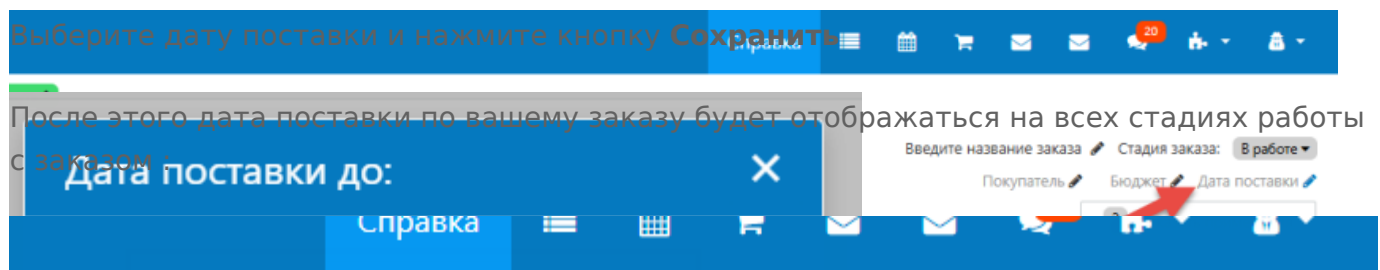 Выберите дату поставки и нажмите кнопку Сохранить
Справка
20
После этого дата поставки по вашему заказу будет отображаться на всех стадиях работы
с заказом :
Введите название заказа Стадия заказа: В работе
Дата поставки до:
Покупатель Бюджет Дата поставки
Справка